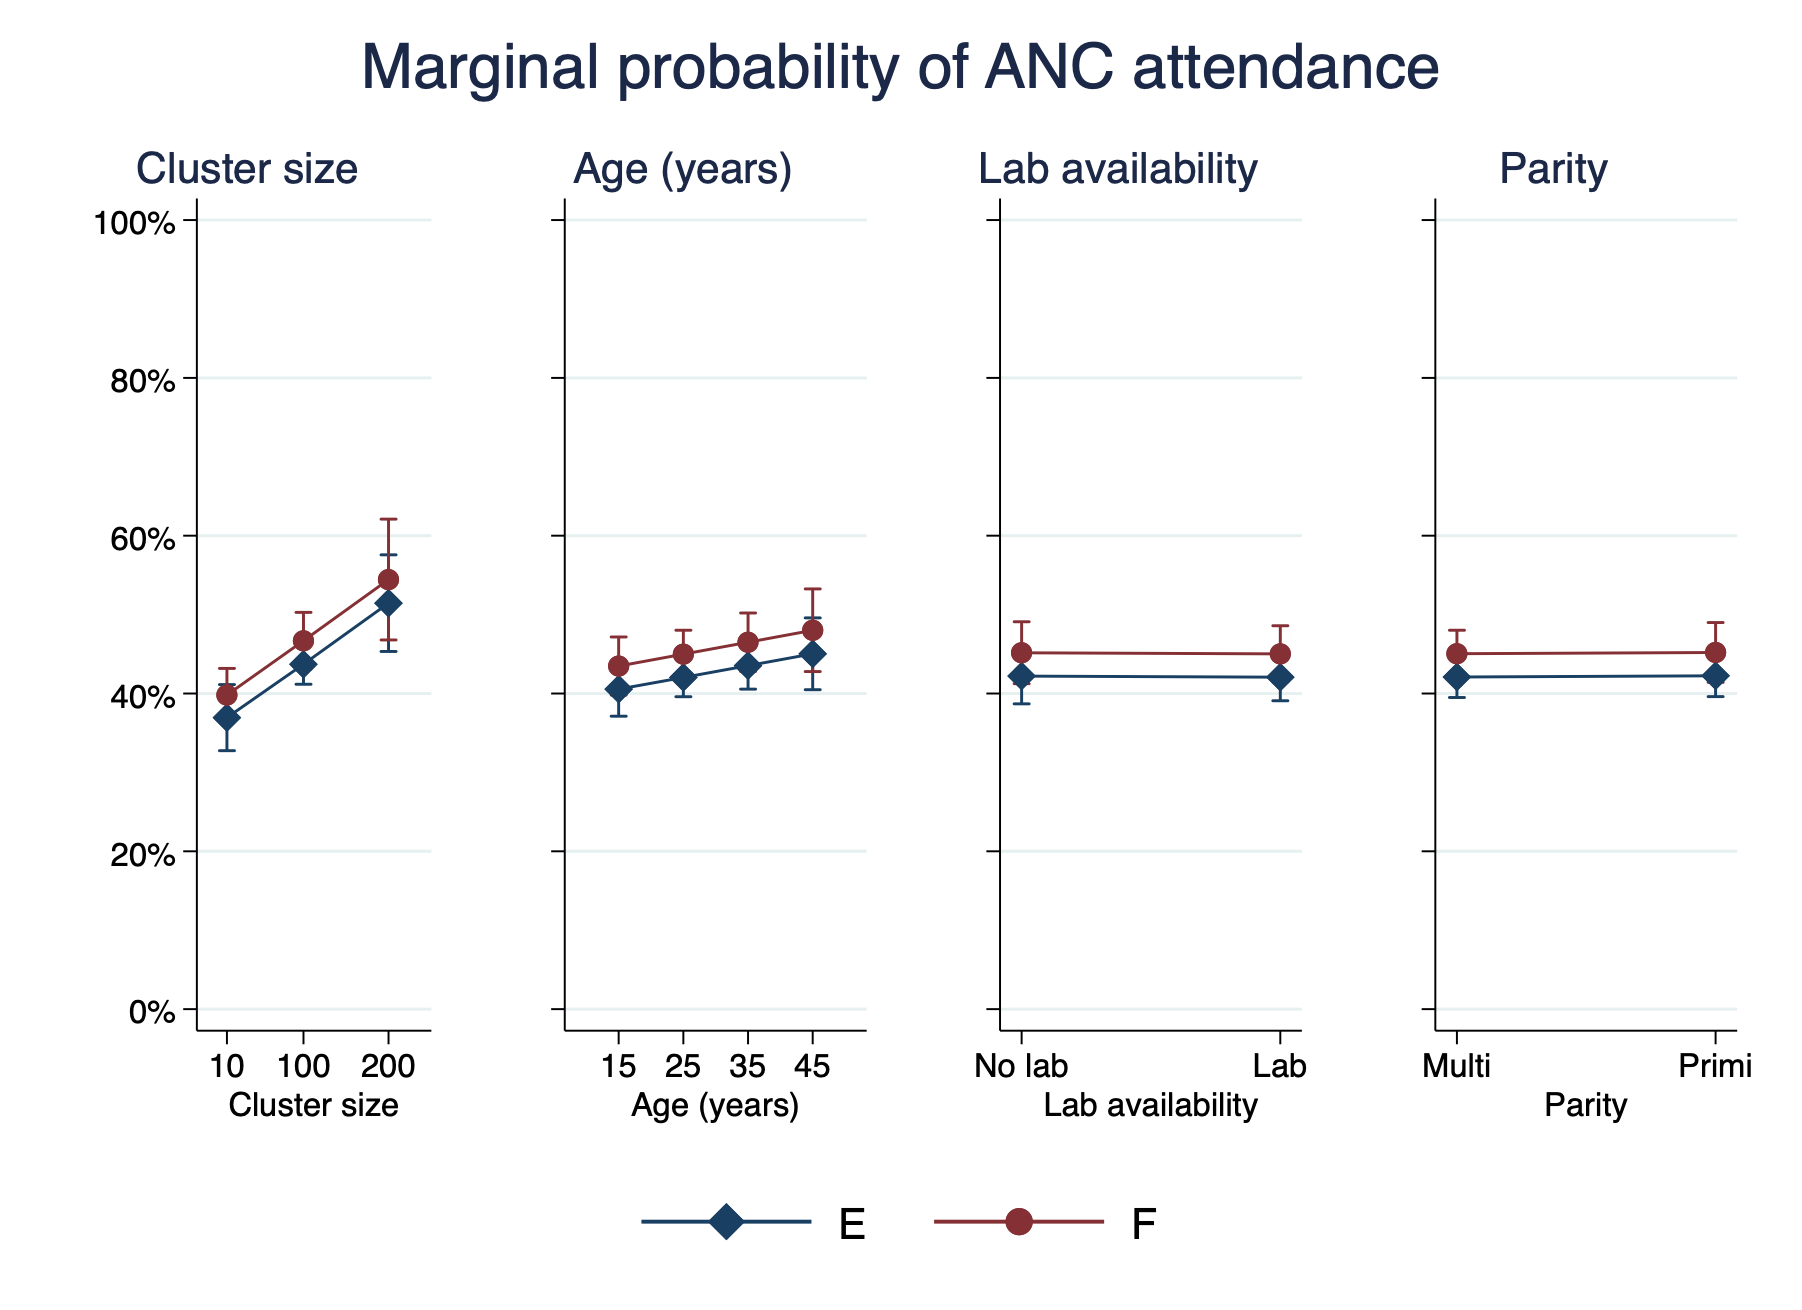 Marginal probability of ANC attendance
Cluster size
100%
80%
60%
40%
20%
0%
10 100 200
Cluster size
Age (years)
15 25 35 45
Age (years)
Lab availability
No lab Lab
Lab availability
Parity
Multi Primi
Parity
E F